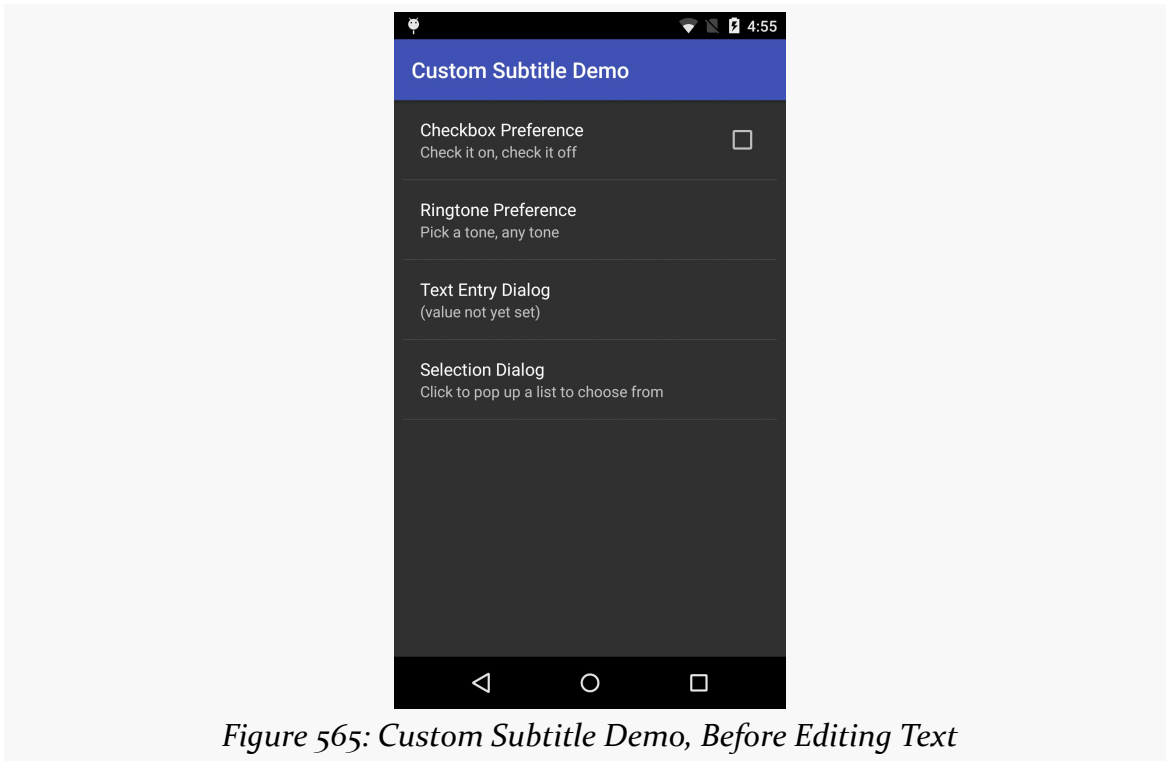 4:55
Custom Subtitle Demo
Checkbox Preference
Check it on, check it off
Ringtone Preference
Pick a tone, any tone
Text Entry Dialog
(value not yet set)
Selection Dialog
Click to pop up a list to choose from
Figure 565: Custom Subtitle Demo, Before Editing Text